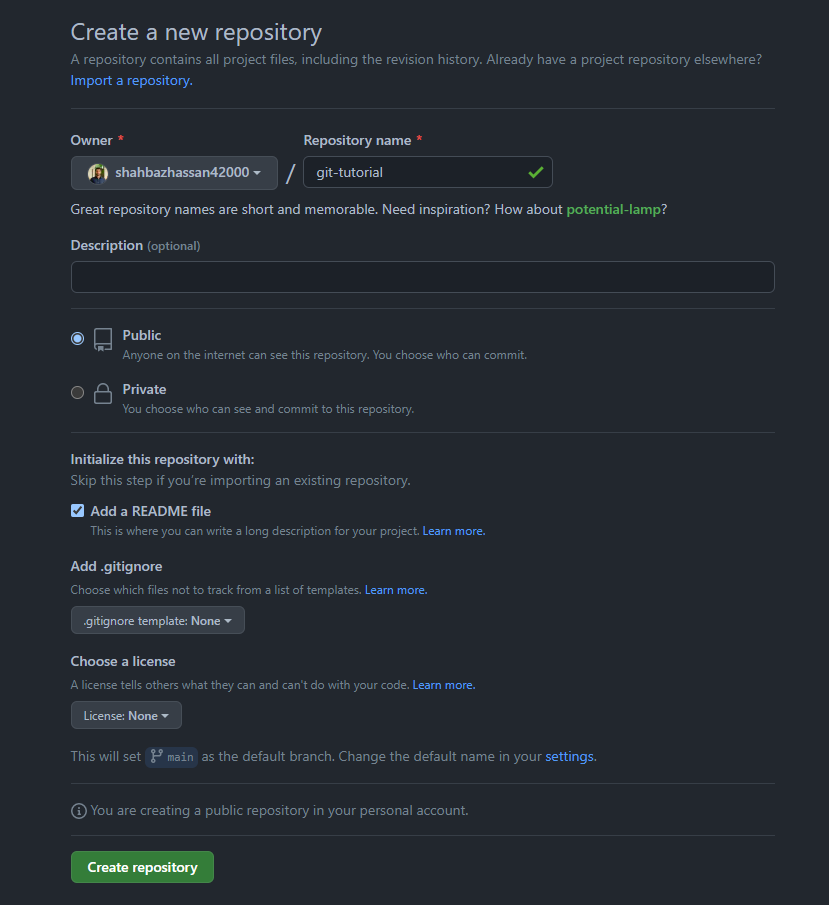 Create a new repository
A repository contains all project files, including the revision history. Already have a project repository elsewhere?
Import a repository.
Owner * Repository name *
shahbazhassan42000 / git-tutorial
Great repository names are short and memorable. Need inspiration? How about potential-lamp?
Description (optional)
Public
Anyone on the internet can see this repository. You choose who can commit.
Private
You choose who can see and commit to this repository.
Initialize this repository with:
Skip this step if you're importing an existing repository.
Add a README file
This is where you can write a long description for your project. Learn more.
Add .gitignore
Choose which files not to track from a list of templates. Learn more.
.gitignore template: None
Choose a license
A license tells others what they can and can't do with your code. Learn more.
License: None
This will set main as the default branch. Change the default name in your settings.
You are creating a public repository in your personal account.
Create repository